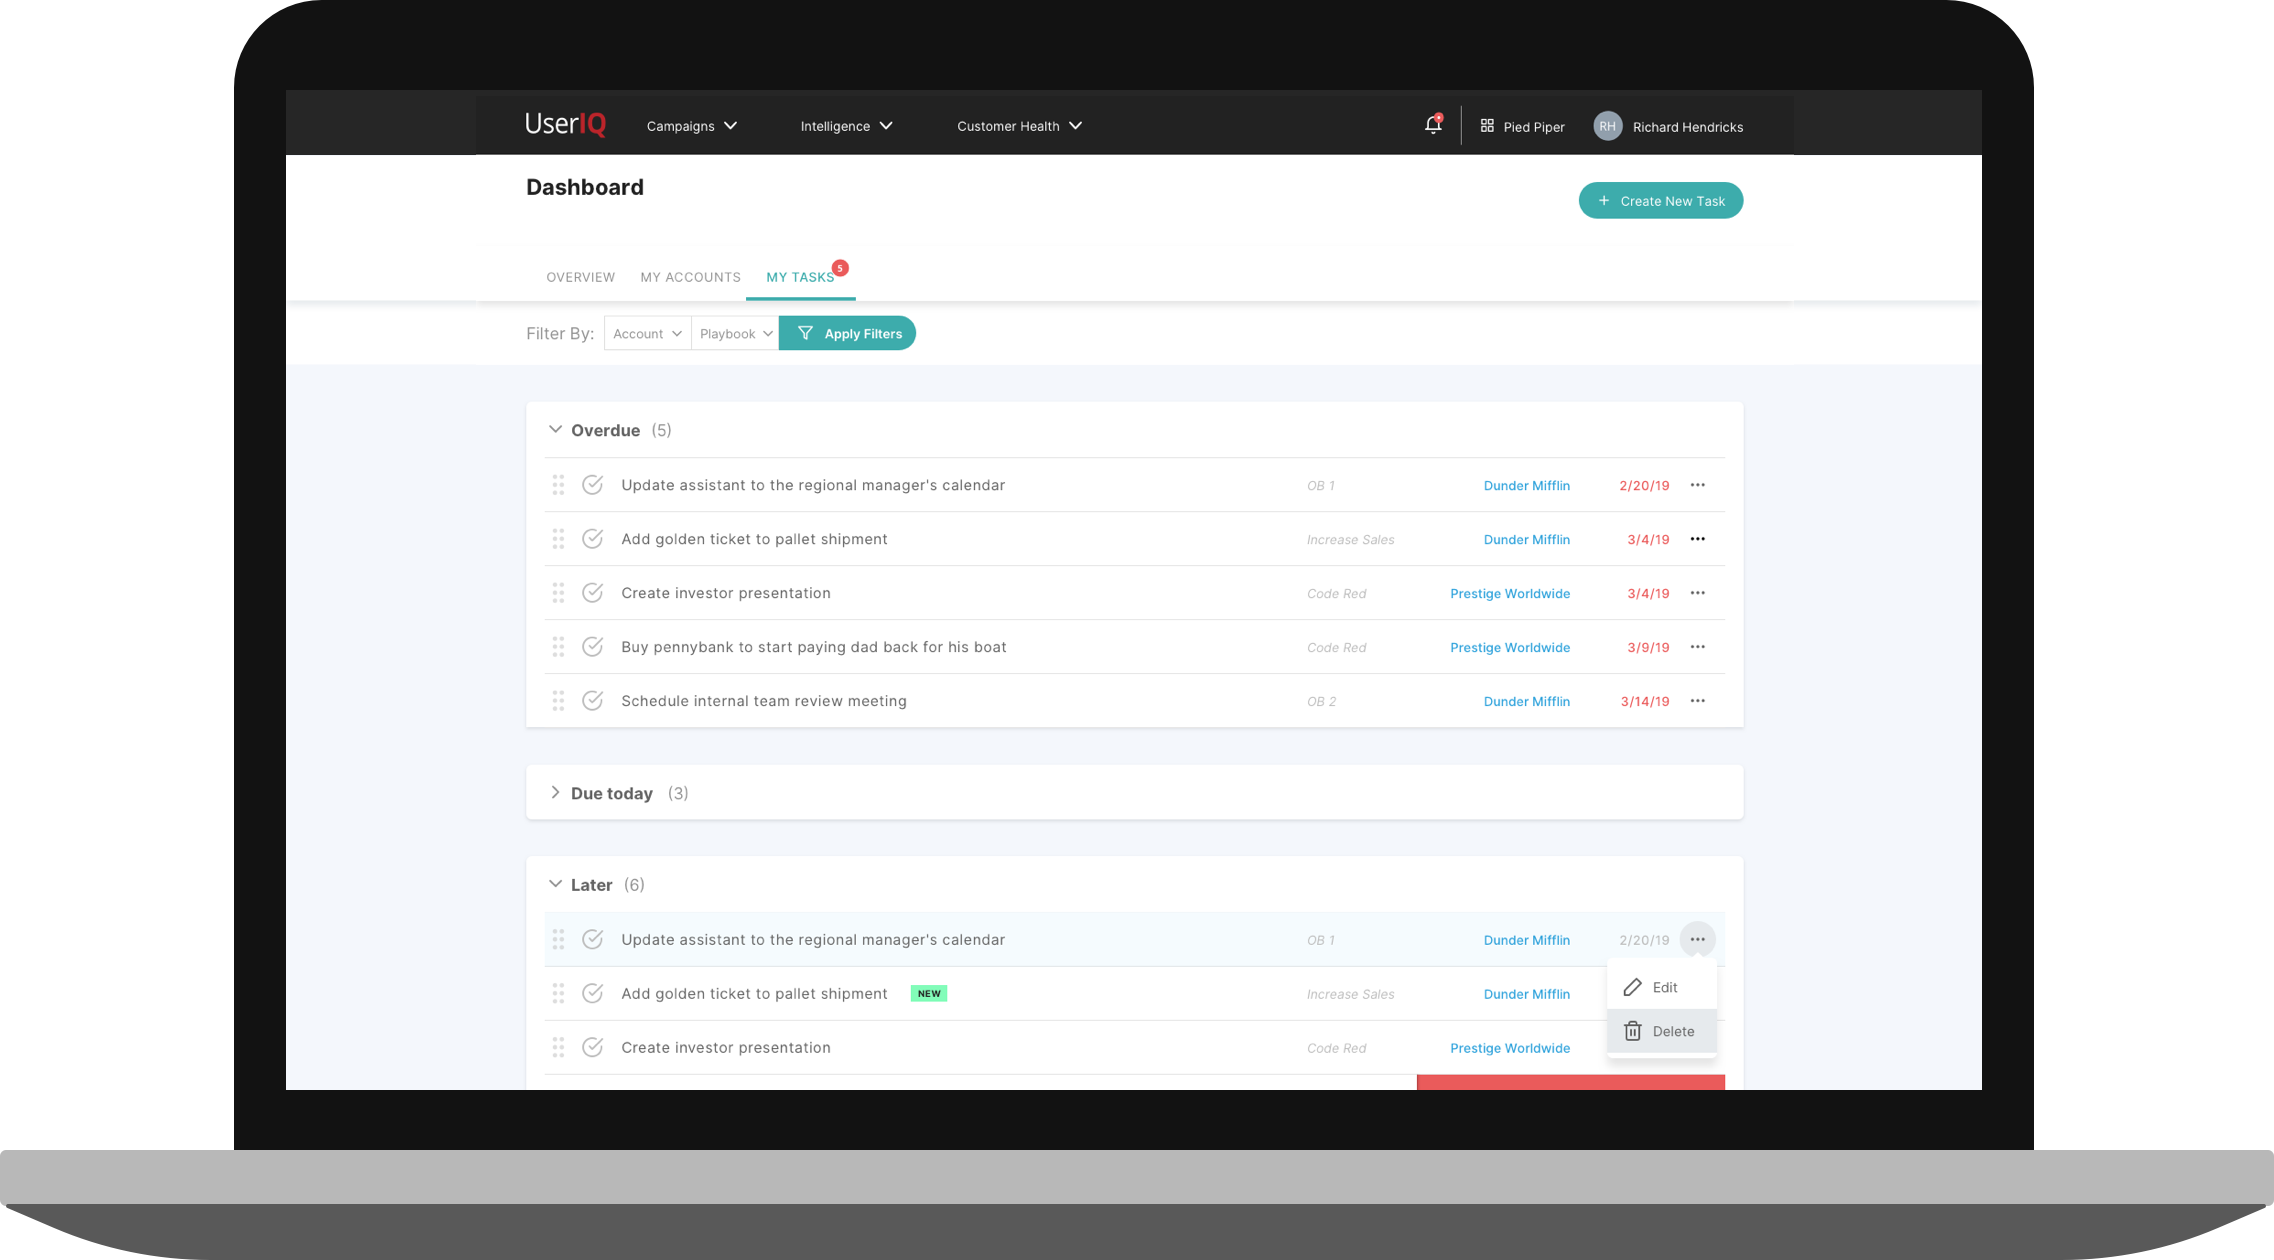 UserIQ Campaigns Intelligence Customer Health Pied Piper RH Richard Hendricks
Dashboard
+ Create New Task
OVERVIEW MY ACCOUNTS MY TASKS 5
Filter By: Account Playbook Apply Filters
Overdue (5)
Update assistant to the regional manager's calendar OB 1 Dunder Mifflin 2/20/19 ...
Add golden ticket to pallet shipment Increase Sales Dunder Mifflin 3/4/19 ...
Create investor presentation Code Red Prestige Worldwide 3/4/19 ...
Buy pennybank to start paying dad back for his boat Code Red Prestige Worldwide 3/9/19 ...
Schedule internal team review meeting OB 2 Dunder Mifflin 3/14/19 ...
Due today (3)
Later (6)
Update assistant to the regional manager's calendar OB 1 Dunder Mifflin 2/20/19 ...
Edit
Add golden ticket to pallet shipment NEW Increase Sales Dunder Mifflin
Delete
Create investor presentation Code Red Prestige Worldwide